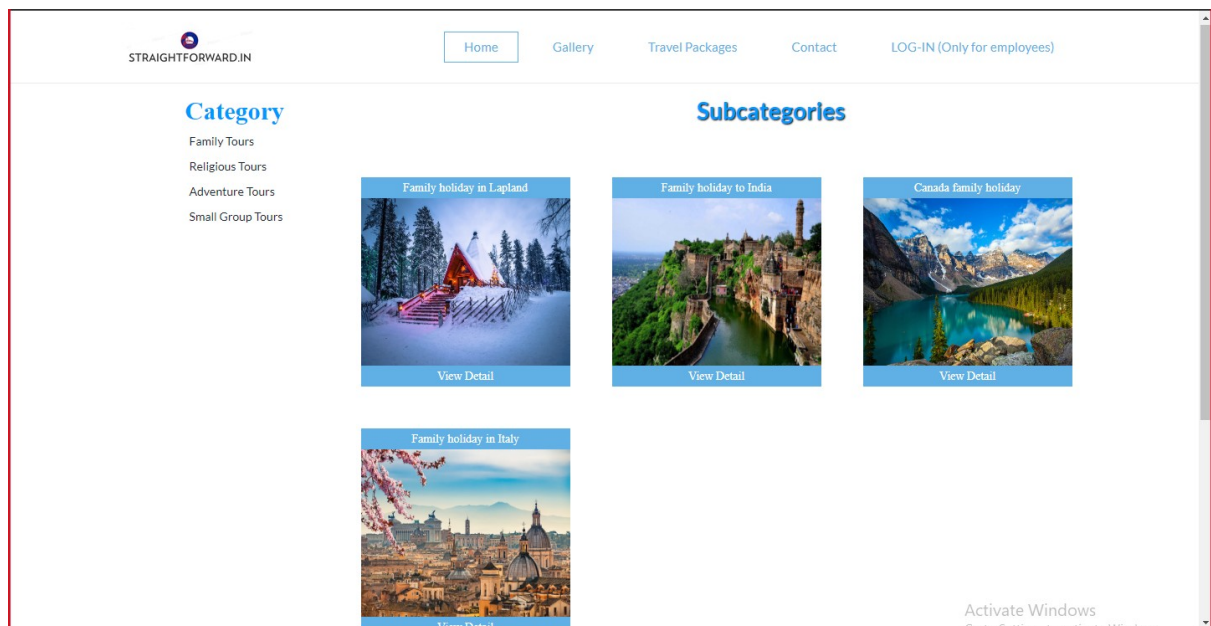 STRAIGHTFORWARD.IN
Home Gallery Travel Packages Contact LOG-IN (Only for employees)
Category
Family Tours
Religious Tours
Adventure Tours
Small Group Tours
Subcategories
Family holiday in Lapland
View Detail
Family holiday to India
View Detail
Canada family holiday
View Detail
Family holiday in Italy
View Detail
Activate Windows